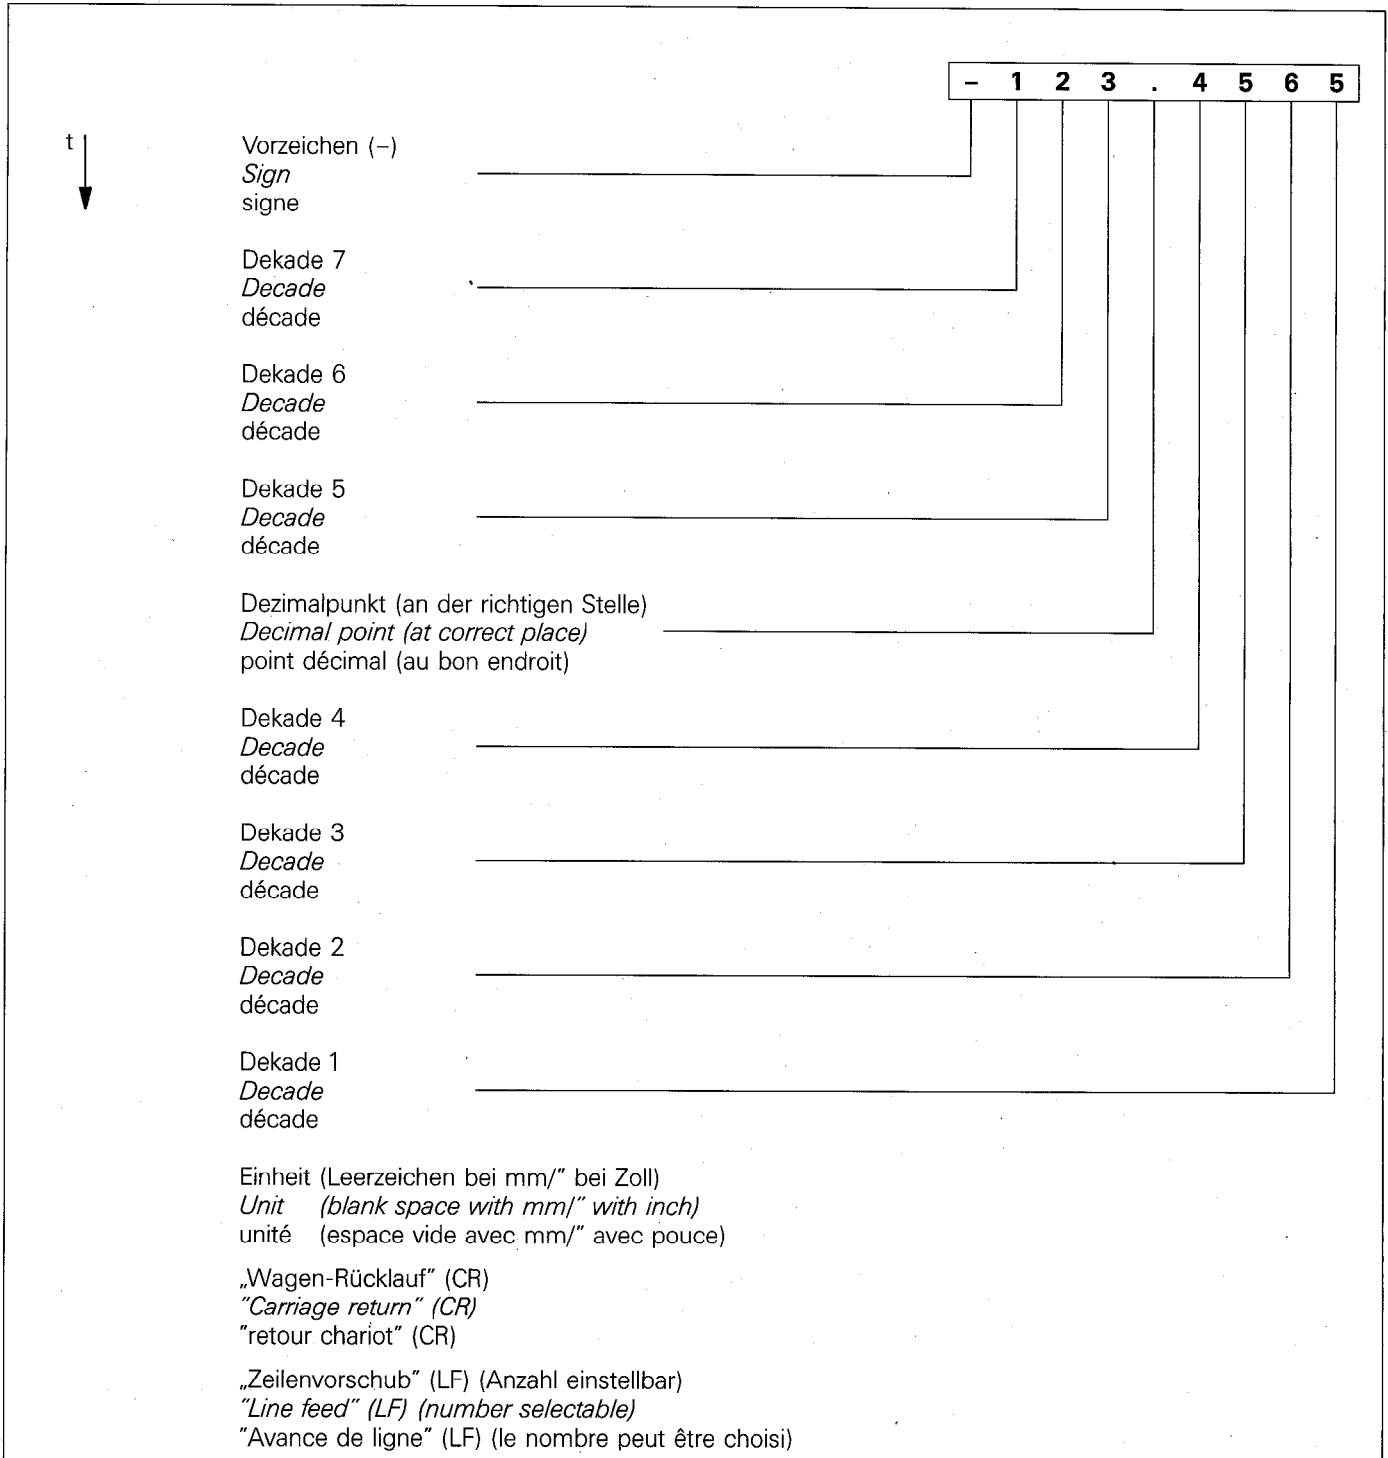 - 1 2 3 . 4 5 6 5
t
Vorzeichen (–)
Sign
signe
Dekade 7
Decade
décade
Dekade 6
Decade
décade
Dekade 5
Decade
décade
Dezimalpunkt (an der richtigen Stelle)
Decimal point (at correct place)
point décimal (au bon endroit)
Dekade 4
Decade
décade
Dekade 3
Decade
décade
Dekade 2
Decade
décade
Dekade 1
Decade
décade
Einheit (Leerzeichen bei mm/" bei Zoll)
Unit (blank space with mm/" with inch)
unité (espace vide avec mm/" avec pouce)
„Wagen-Rücklauf" (CR)
"Carriage return" (CR)
"retour chariot" (CR)
„Zeilenvorschub" (LF) (Anzahl einstellbar)
"Line feed" (LF) (number selectable)
"Avance de ligne" (LF) (le nombre peut être choisi)